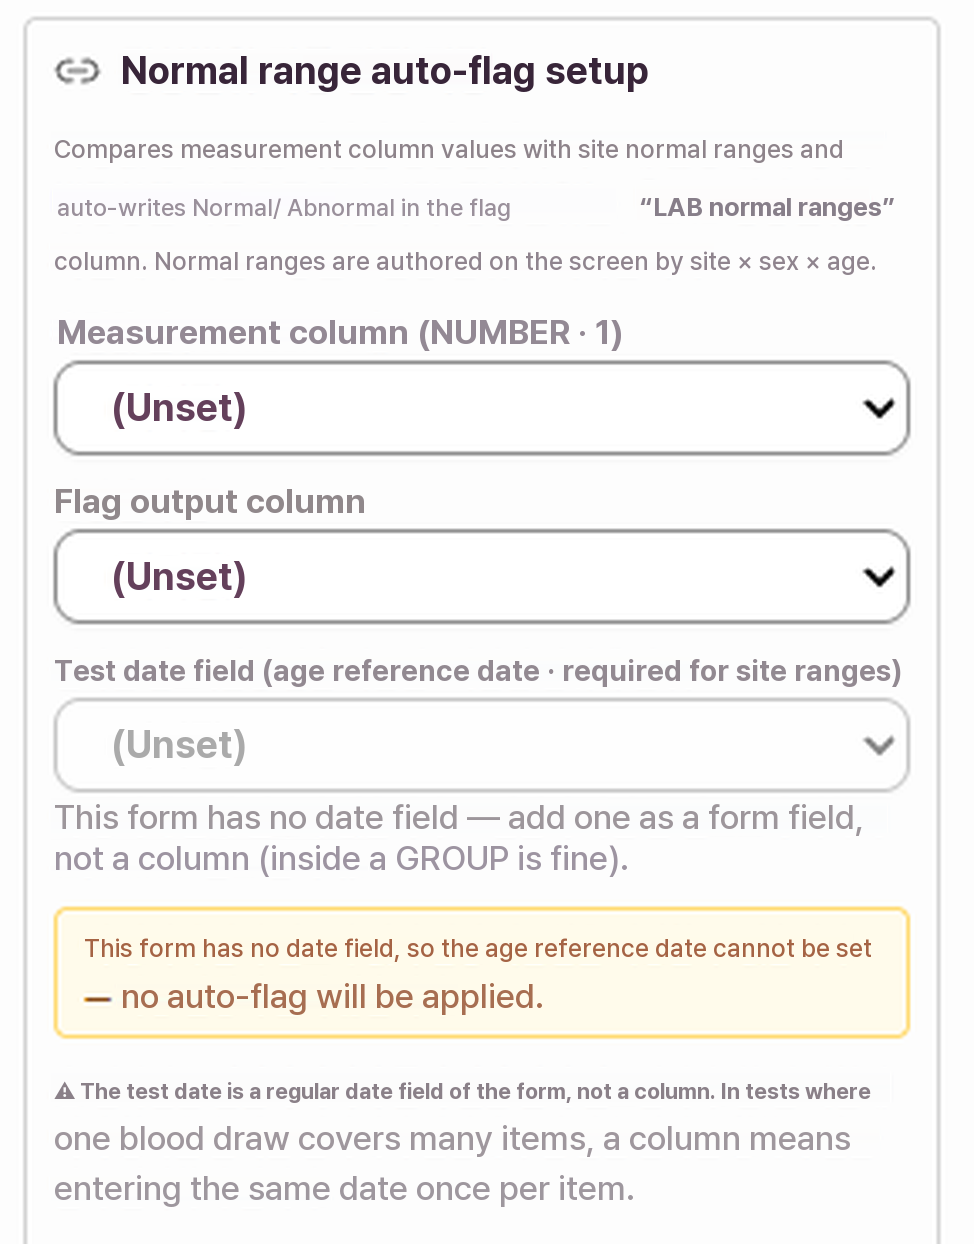 Normal range auto-flag setup
Compares measurement column values with site normal ranges and
auto-writes Normal/ Abnormal in the flag “LAB normal ranges”
column. Normal ranges are authored on the screen by site × sex × age.
Measurement column (NUMBER · 1)
(Unset)
Flag output column
(Unset)
Test date field (age reference date · required for site ranges)
(Unset)
This form has no date field — add one as a form field,
not a column (inside a GROUP is fine).
This form has no date field, so the age reference date cannot be set
— no auto-flag will be applied.
⚠ The test date is a regular date field of the form, not a column. In tests where
one blood draw covers many items, a column means
entering the same date once per item.